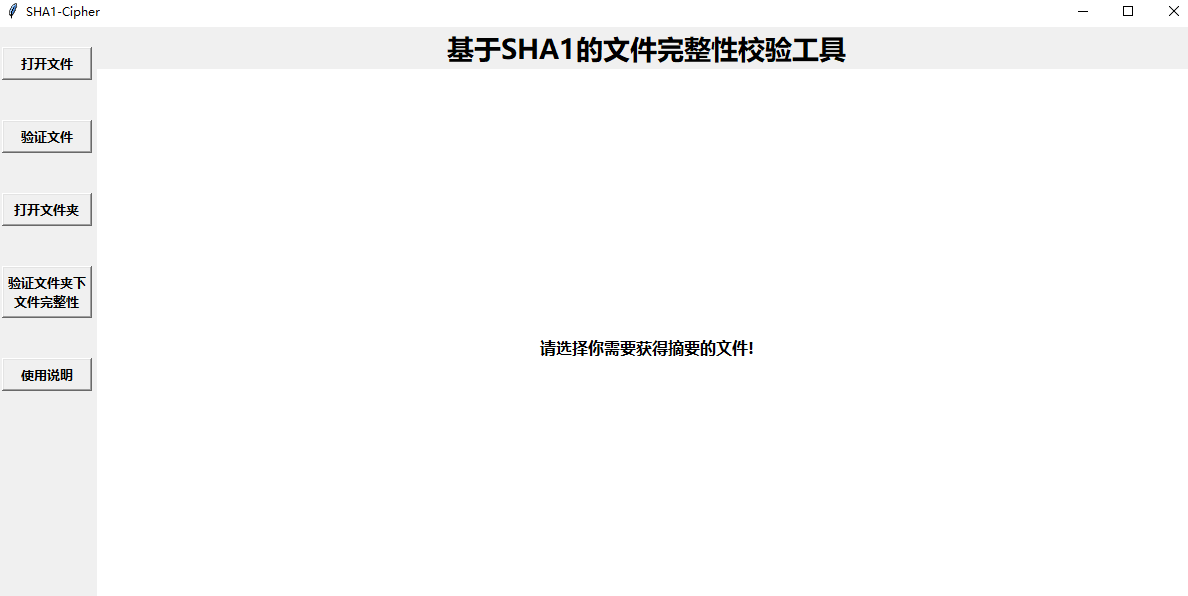 SHA1-Cipher
基于SHA1的文件完整性校验工具
打开文件
验证文件
打开文件夹
验证文件夹下
文件完整性
使用说明
请选择你需要获得摘要的文件!